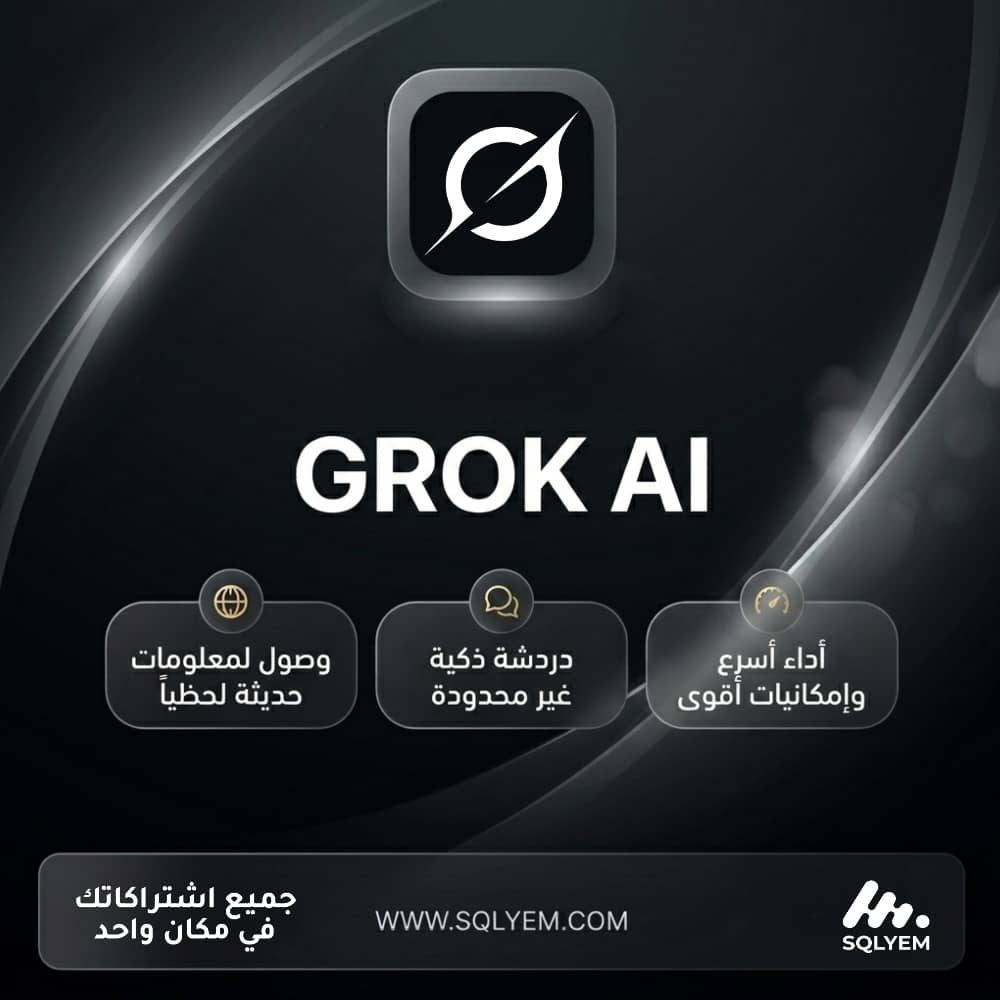 GROK AI
أداء أسرع
وإمكانيات أقوى
دردشة ذكية
غير محدودة
وصول لمعلومات
حديثة لحظياً
جميع اشتراكاتك
في مكان واحد
WWW.SQLYEM.COM
SQLYEM